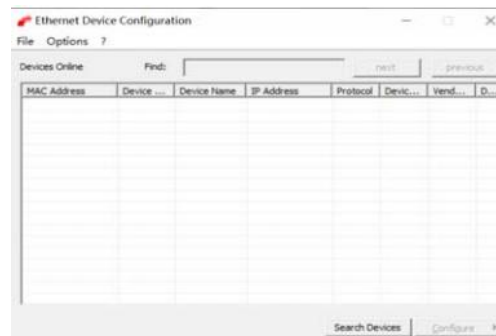 Ethernet Device Configuration
File Options ?
Devices Online Find: next previous
MAC Address Device ... Device Name IP Address Protocol Devic... Vend... D...
Search Devices Configure